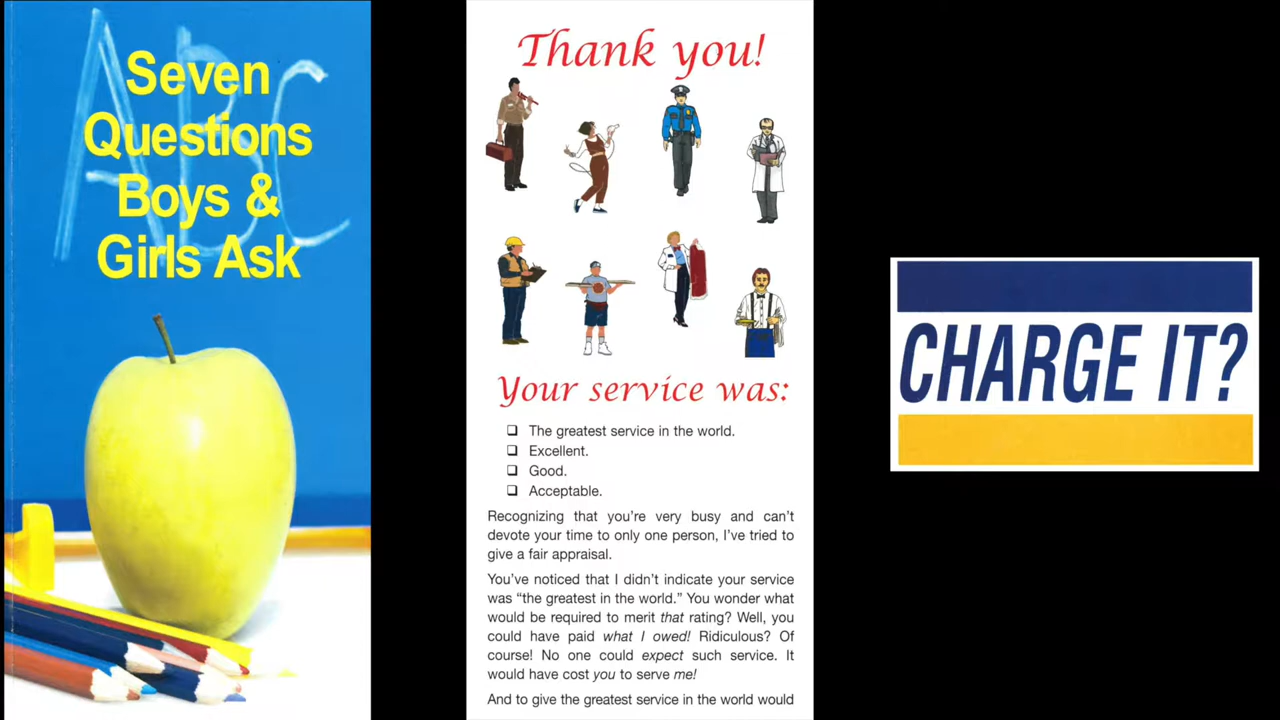 ABC
Seven
Questions
Boys &
Girls Ask
Thank you!
Your service was:
❑ The greatest service in the world.
❑ Excellent.
❑ Good.
❑ Acceptable.
Recognizing that you're very busy and can't
devote your time to only one person, I've tried to
give a fair appraisal.
You've noticed that I didn't indicate your service
was “the greatest in the world.” You wonder what
would be required to merit that rating? Well, you
could have paid what I owed! Ridiculous? Of
course! No one could expect such service. It
would have cost you to serve me!
And to give the greatest service in the world would
CHARGE IT?